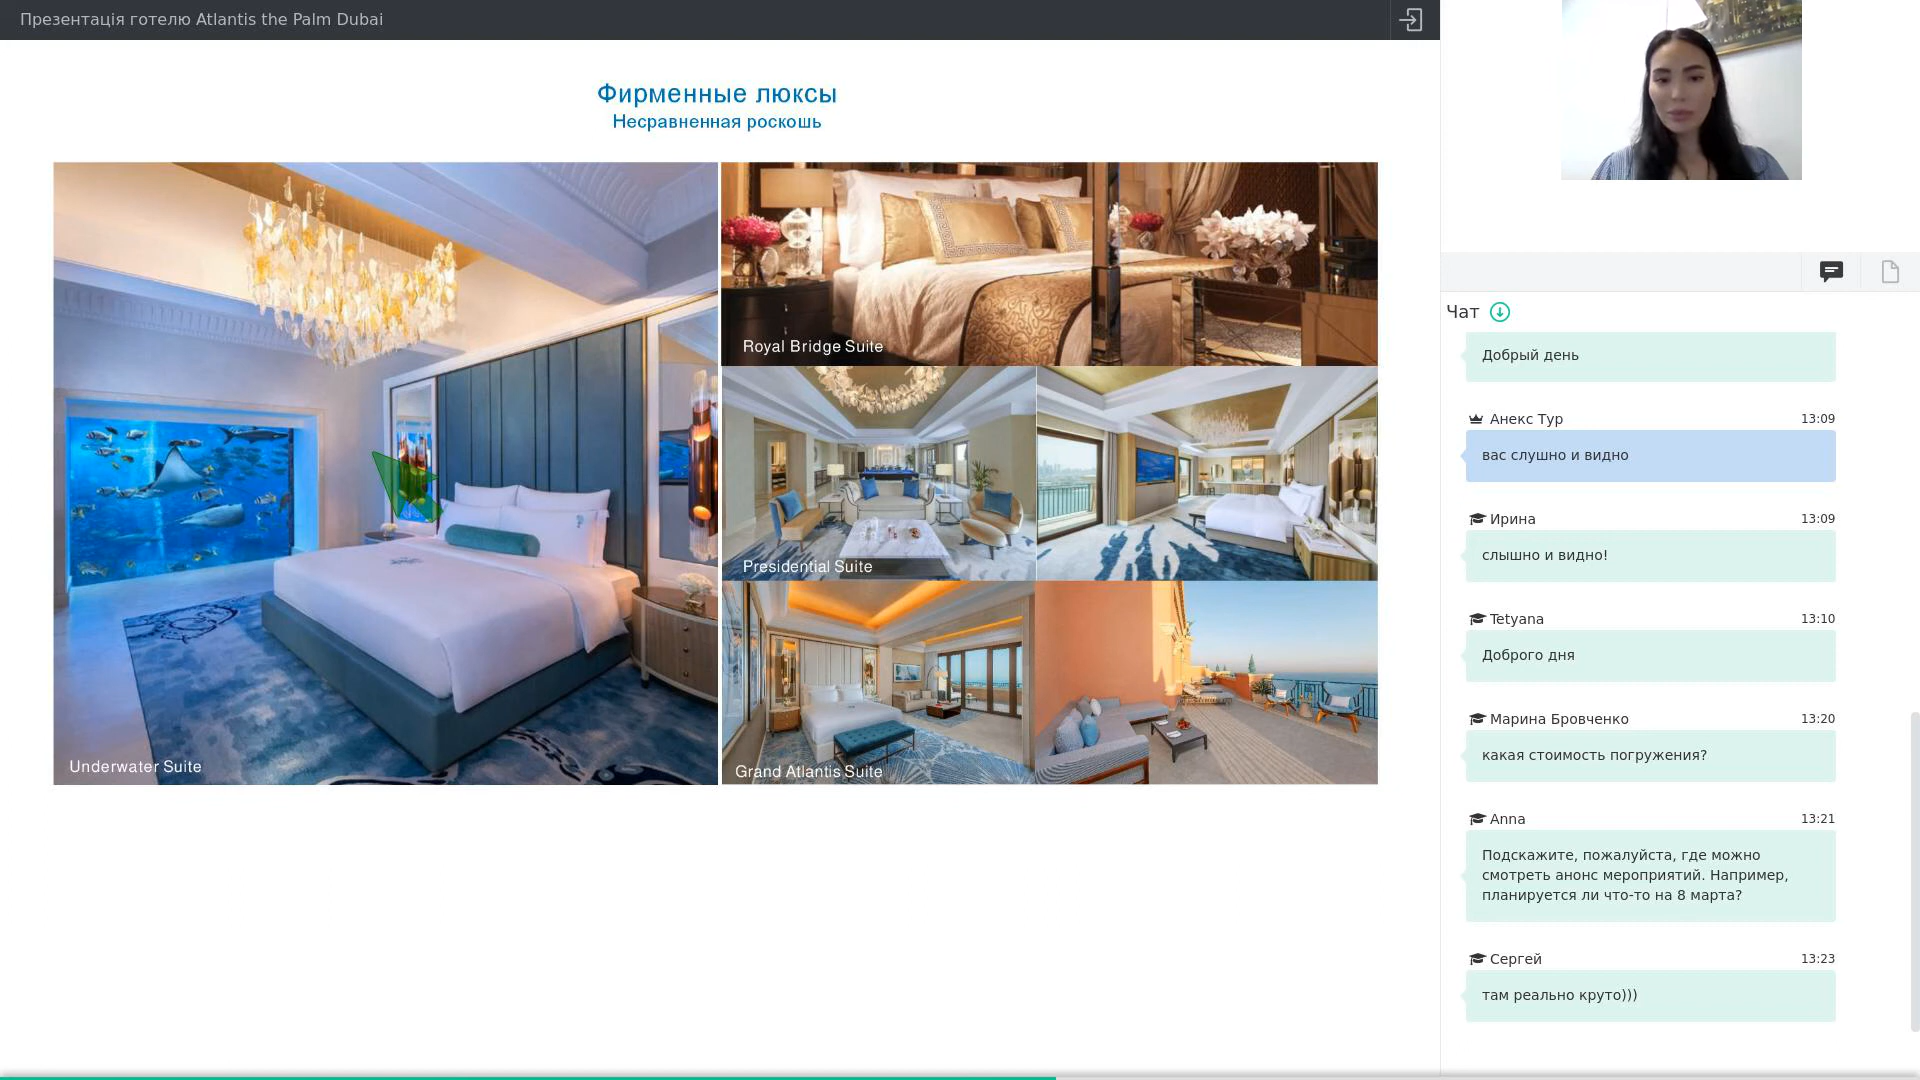 Презентація готелю Atlantis the Palm Dubai
Фирменные люксы
Несравненная роскошь
Underwater Suite
Royal Bridge Suite
Presidential Suite
Grand Atlantis Suite
Чат
Добрый день
Анекс Тур 13:09
вас слушно и видно
Ирина 13:09
слышно и видно!
Tetyana 13:10
Доброго дня
Марина Бровченко 13:20
какая стоимость погружения?
Anna 13:21
Подскажите, пожалуйста, где можно
смотреть анонс мероприятий. Например,
планируется ли что-то на 8 марта?
Сергей 13:23
там реально круто)))